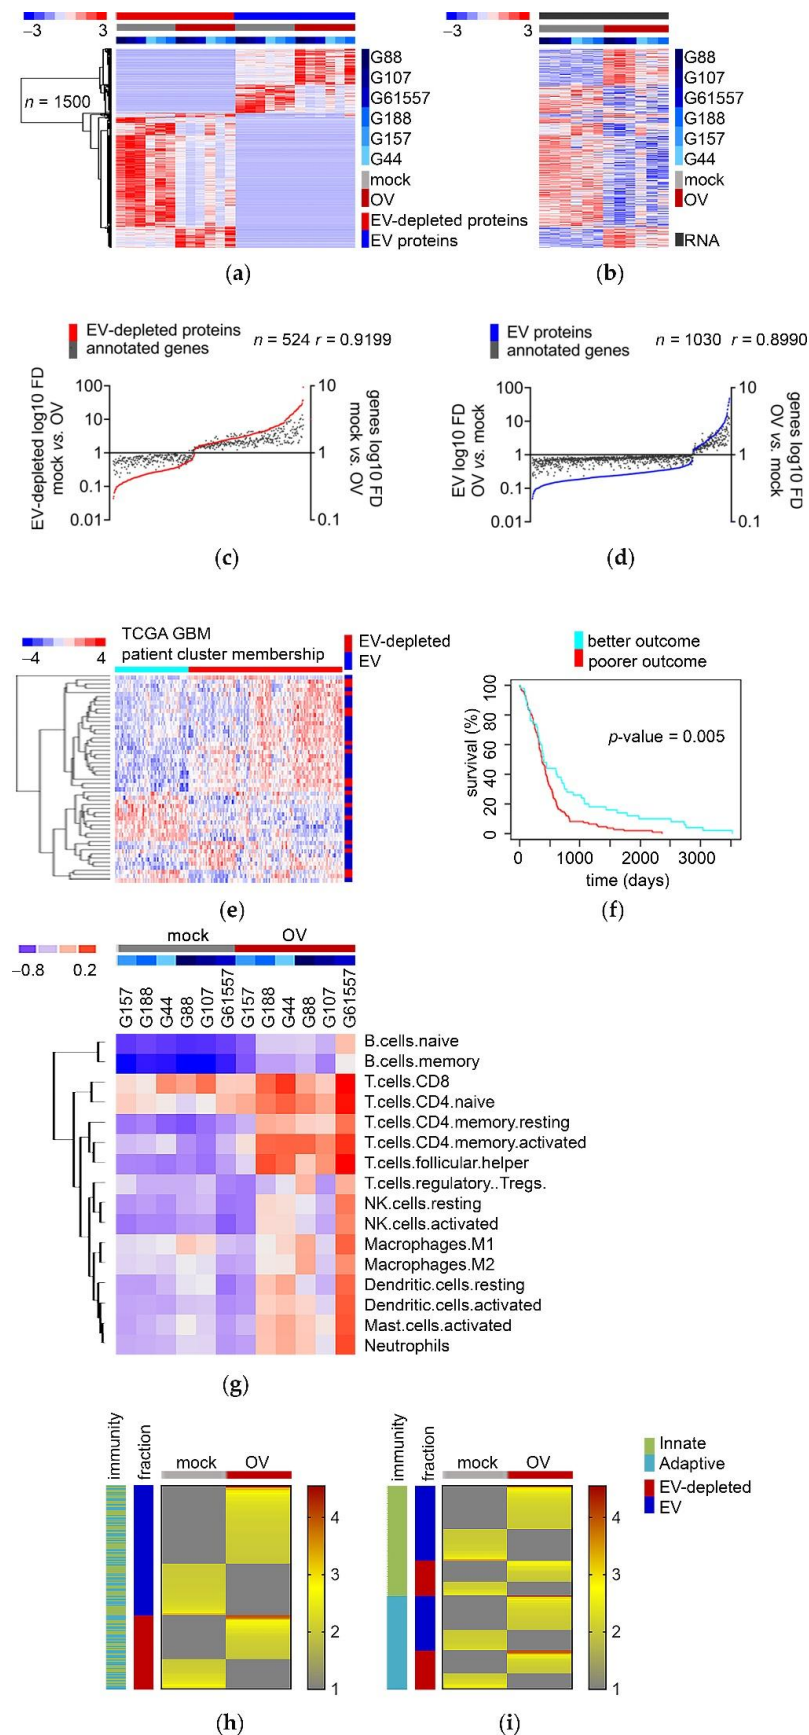 −3 3
G88
G107
G61557
G188
G157
G44
mock
OV
EV-depleted proteins
EV proteins
n = 1500
(a)
−3 3
G88
G107
G61557
G188
G157
G44
mock
OV
RNA
(b)
EV-depleted proteins
annotated genes
n = 524 r = 0.9199
EV-depleted log10 FD
mock vs. OV
100
10
1
0.1
0.01
10
1
0.1
genes log10 FD
mock vs. OV
(c)
EV proteins
annotated genes
n = 1030 r = 0.8990
EV log10 FD
OV vs. mock
100
10
1
0.1
0.01
10
1
0.1
genes log10 FD
OV vs. mock
(d)
−4 4
TCGA GBM
patient cluster membership
EV-depleted
EV
(e)
better outcome
poorer outcome
p-value = 0.005
survival (%)
100
80
60
40
20
0
0 1000 2000 3000
time (days)
(f)
−0.8 0.2
mock OV
G157
G188
G44
G88
G107
G61557
G157
G188
G44
G88
G107
G61557
B.cells.naive
B.cells.memory
T.cells.CD8
T.cells.CD4.naive
T.cells.CD4.memory.resting
T.cells.CD4.memory.activated
T.cells.follicular.helper
T.cells.regulatory..Tregs.
NK.cells.resting
NK.cells.activated
Macrophages.M1
Macrophages.M2
Dendritic.cells.resting
Dendritic.cells.activated
Mast.cells.activated
Neutrophils
(g)
immunity
fraction
mock OV
4
3
2
1
(h)
immunity
fraction
mock OV
4
3
2
1
Innate
Adaptive
EV-depleted
EV
(i)